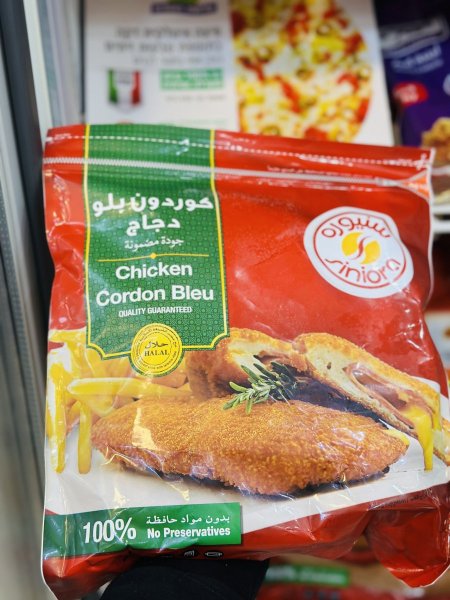 كوردون بلو
دجاج
جودة مضمونة
Chicken
Cordon Bleu
QUALITY GUARANTEED
حلال
HALAL
سنيورة
siniora
100%
بدون مواد حافظة
No Preservatives